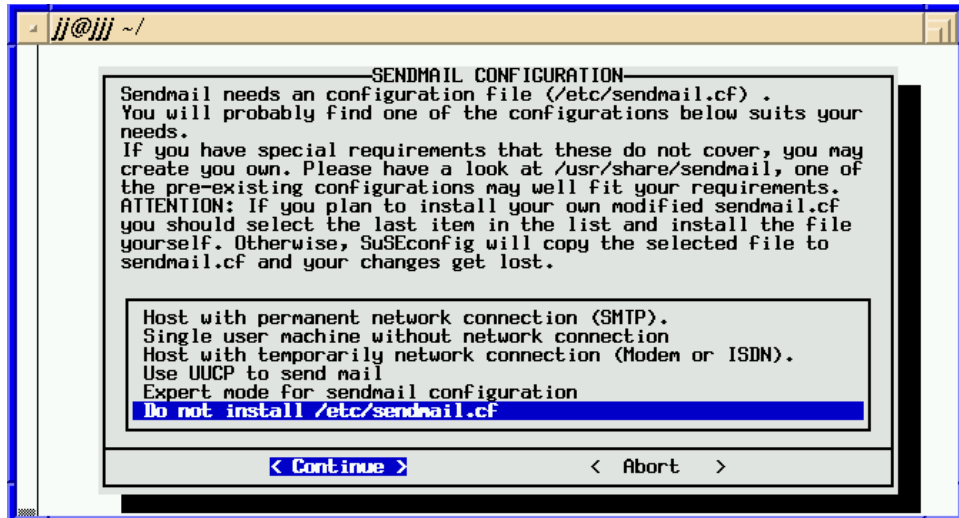 jj@jjj ~/
SENDMAIL CONFIGURATION
Sendmail needs an configuration file (/etc/sendmail.cf) .
You will probably find one of the configurations below suits your
needs.
If you have special requirements that these do not cover, you may
create you own. Please have a look at /usr/share/sendmail, one of
the pre-existing configurations may well fit your requirements.
ATTENTION: If you plan to install your own modified sendmail.cf
you should select the last item in the list and install the file
yourself. Otherwise, SuSEconfig will copy the selected file to
sendmail.cf and your changes get lost.
Host with permanent network connection (SMTP).
Single user machine without network connection
Host with temporarily network connection (Modem or ISDN).
Use UUCP to send mail
Expert mode for sendmail configuration
Do not install /etc/sendmail.cf
< Continue > < Abort >